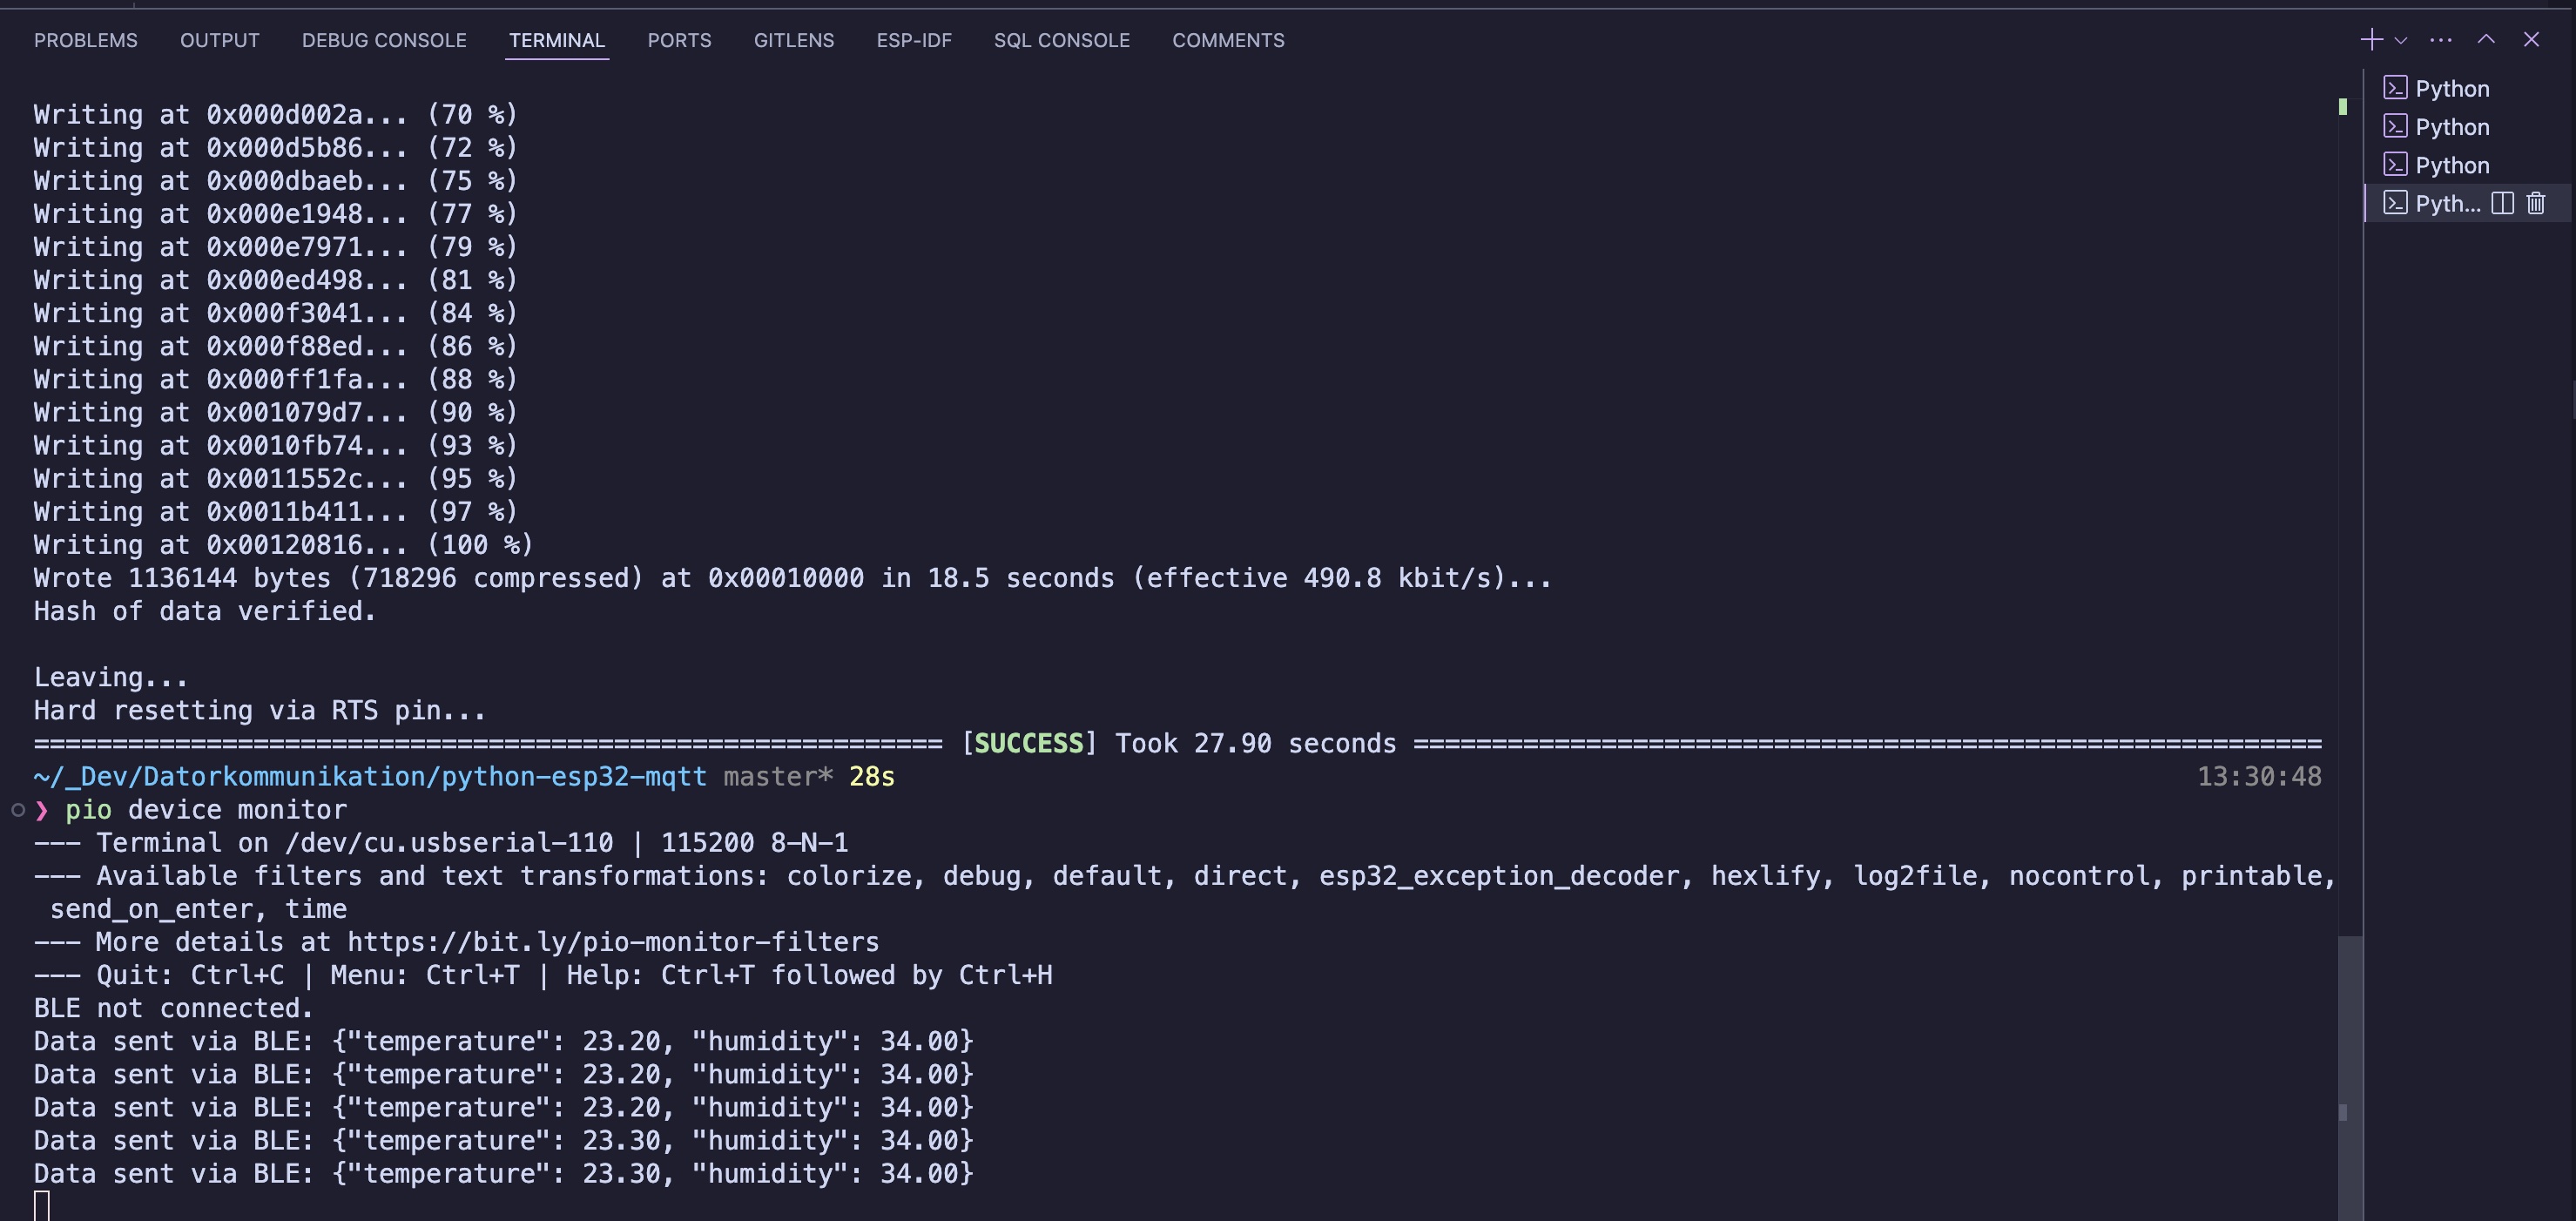 PROBLEMS OUTPUT DEBUG CONSOLE TERMINAL PORTS GITLENS ESP-IDF SQL CONSOLE COMMENTS
Writing at 0x000d002a... (70 %)
Writing at 0x000d5b86... (72 %)
Writing at 0x000dbaeb... (75 %)
Writing at 0x000e1948... (77 %)
Writing at 0x000e7971... (79 %)
Writing at 0x000ed498... (81 %)
Writing at 0x000f3041... (84 %)
Writing at 0x000f88ed... (86 %)
Writing at 0x000ff1fa... (88 %)
Writing at 0x001079d7... (90 %)
Writing at 0x0010fb74... (93 %)
Writing at 0x0011552c... (95 %)
Writing at 0x0011b411... (97 %)
Writing at 0x00120816... (100 %)
Wrote 1136144 bytes (718296 compressed) at 0x00010000 in 18.5 seconds (effective 490.8 kbit/s)...
Hash of data verified.
Leaving...
Hard resetting via RTS pin...
========================================================== [SUCCESS] Took 27.90 seconds ==========================================================
~/_Dev/Datorkommunikation/python-esp32-mqtt master* 28s 13:30:48
❯ pio device monitor
--- Terminal on /dev/cu.usbserial-110 | 115200 8-N-1
--- Available filters and text transformations: colorize, debug, default, direct, esp32_exception_decoder, hexlify, log2file, nocontrol, printable,
send_on_enter, time
--- More details at https://bit.ly/pio-monitor-filters
--- Quit: Ctrl+C | Menu: Ctrl+T | Help: Ctrl+T followed by Ctrl+H
BLE not connected.
Data sent via BLE: {"temperature": 23.20, "humidity": 34.00}
Data sent via BLE: {"temperature": 23.20, "humidity": 34.00}
Data sent via BLE: {"temperature": 23.20, "humidity": 34.00}
Data sent via BLE: {"temperature": 23.30, "humidity": 34.00}
Data sent via BLE: {"temperature": 23.30, "humidity": 34.00}
Python
Python
Python
Pyth...